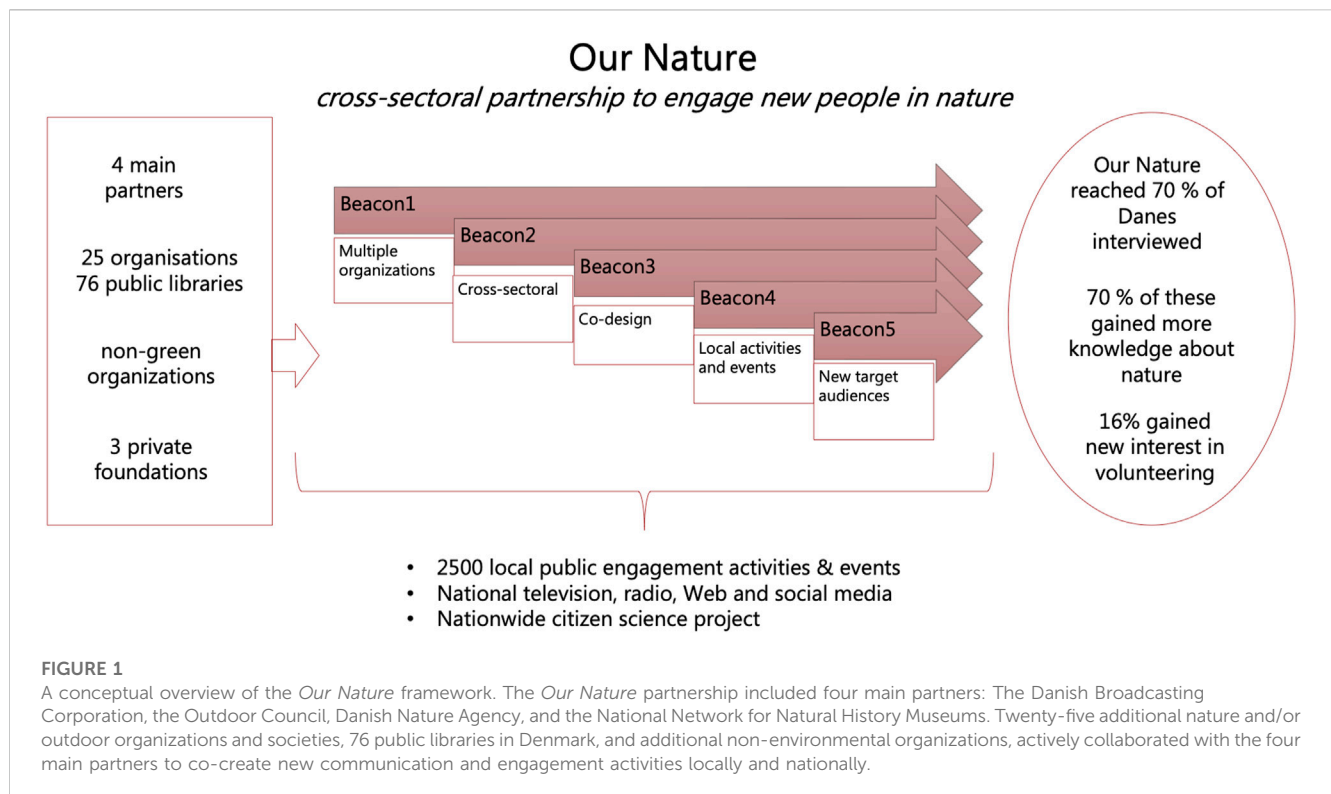 Our Nature
cross-sectoral partnership to engage new people in nature
4 main
partners
25 organisations
76 public libraries
non-green
organizations
3 private
foundations
Beacon1
Multiple
organizations
Beacon2
Cross-sectoral
Beacon3
Co-design
Beacon4
Local activities
and events
Beacon5
New target
audiences
Our Nature
reached 70 % of
Danes
interviewed
70 % of these
gained more
knowledge about
nature
16% gained
new interest in
volunteering
• 2500 local public engagement activities & events
• National television, radio, Web and social media
• Nationwide citizen science project
FIGURE 1
A conceptual overview of the Our Nature framework. The Our Nature partnership included four main partners: The Danish Broadcasting
Corporation, the Outdoor Council, Danish Nature Agency, and the National Network for Natural History Museums. Twenty-five additional nature and/or
outdoor organizations and societies, 76 public libraries in Denmark, and additional non-environmental organizations, actively collaborated with the four
main partners to co-create new communication and engagement activities locally and nationally.